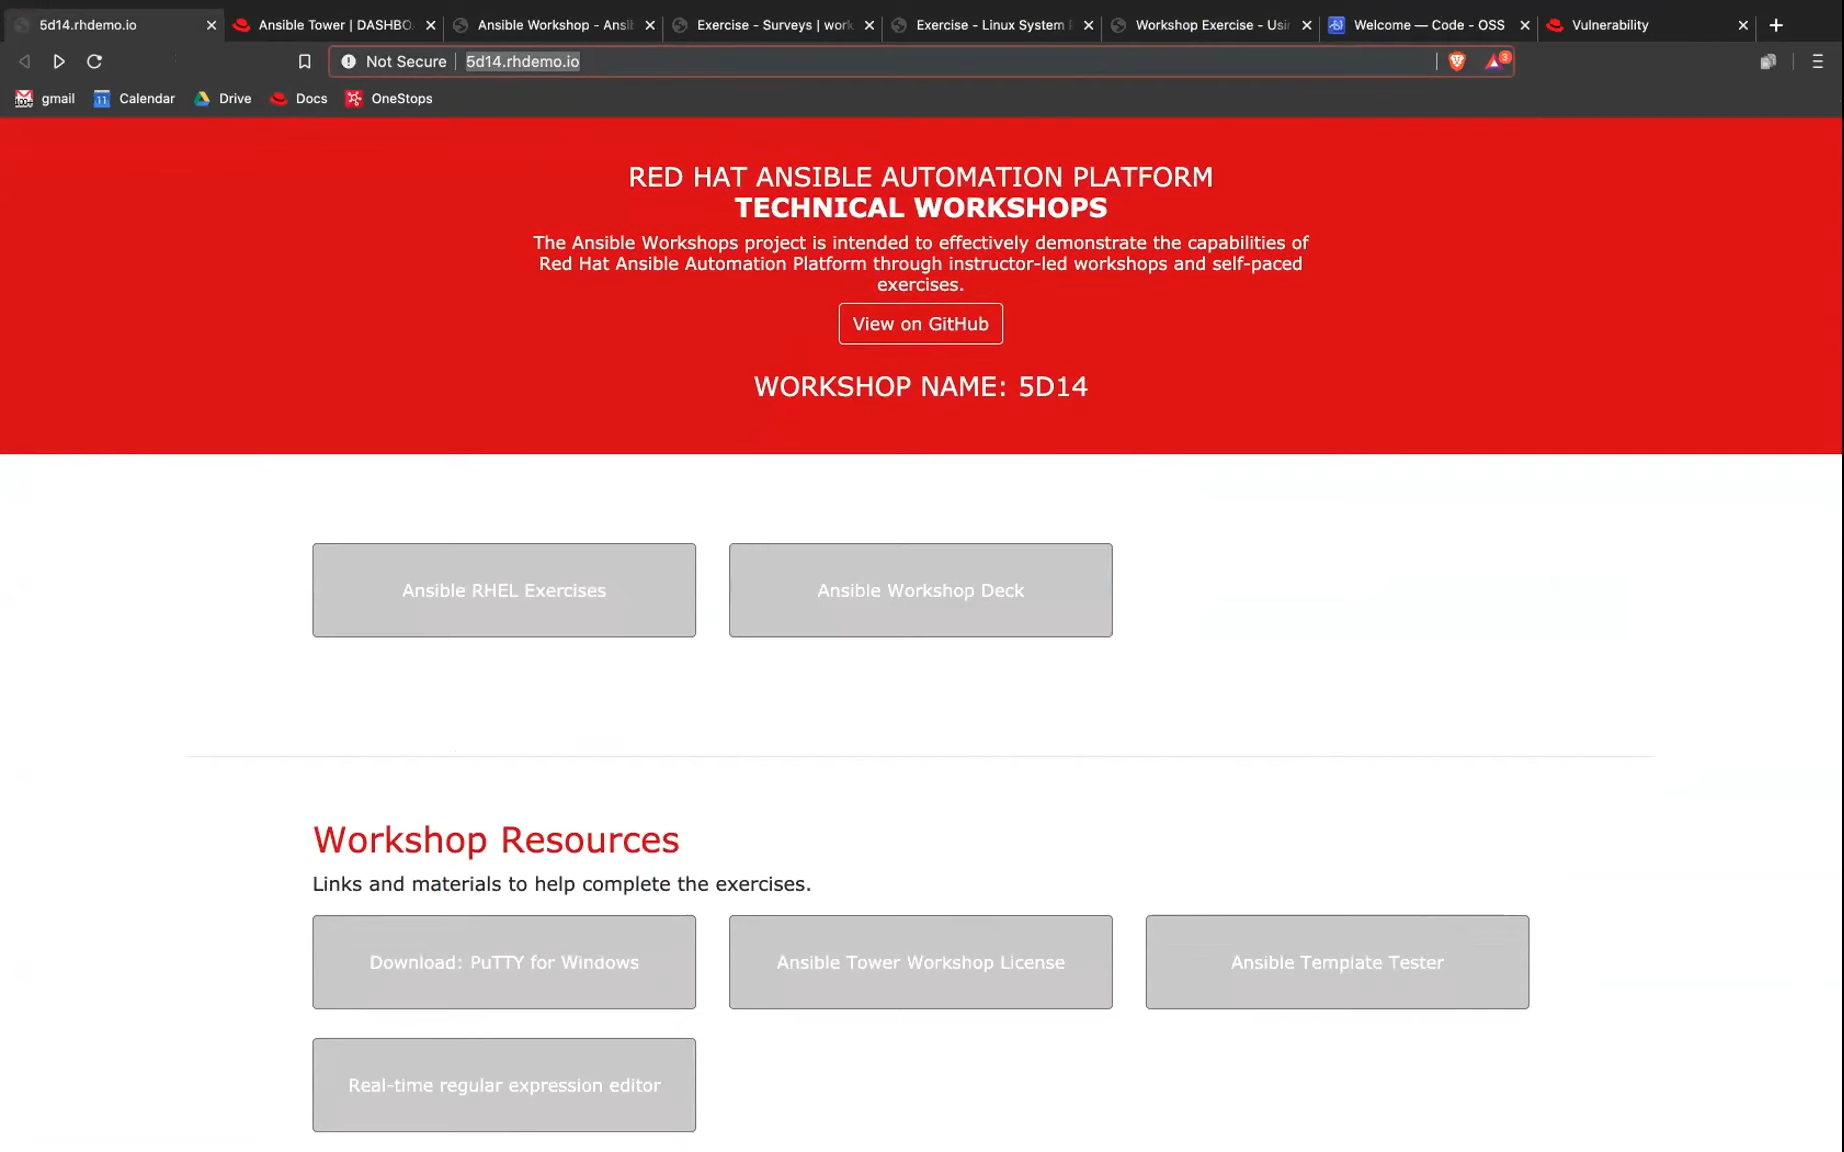 5d14.rhdemo.io
Ansible Tower | DASHBO
Ansible Workshop - Ansi
Exercise - Surveys | work
Exercise - Linux System
Workshop Exercise - Usi
Welcome — Code - OSS
Vulnerability
Not Secure
5d14.rhdemo.io
3
gmail
11
Calendar
Drive
Docs
OneStops
RED HAT ANSIBLE AUTOMATION PLATFORM
TECHNICAL WORKSHOPS
The Ansible Workshops project is intended to effectively demonstrate the capabilities of
Red Hat Ansible Automation Platform through instructor-led workshops and self-paced
exercises.
View on GitHub
WORKSHOP NAME: 5D14
Ansible RHEL Exercises
Ansible Workshop Deck
Workshop Resources
Links and materials to help complete the exercises.
Download: PuTTY for Windows
Ansible Tower Workshop License
Ansible Template Tester
Real-time regular expression editor